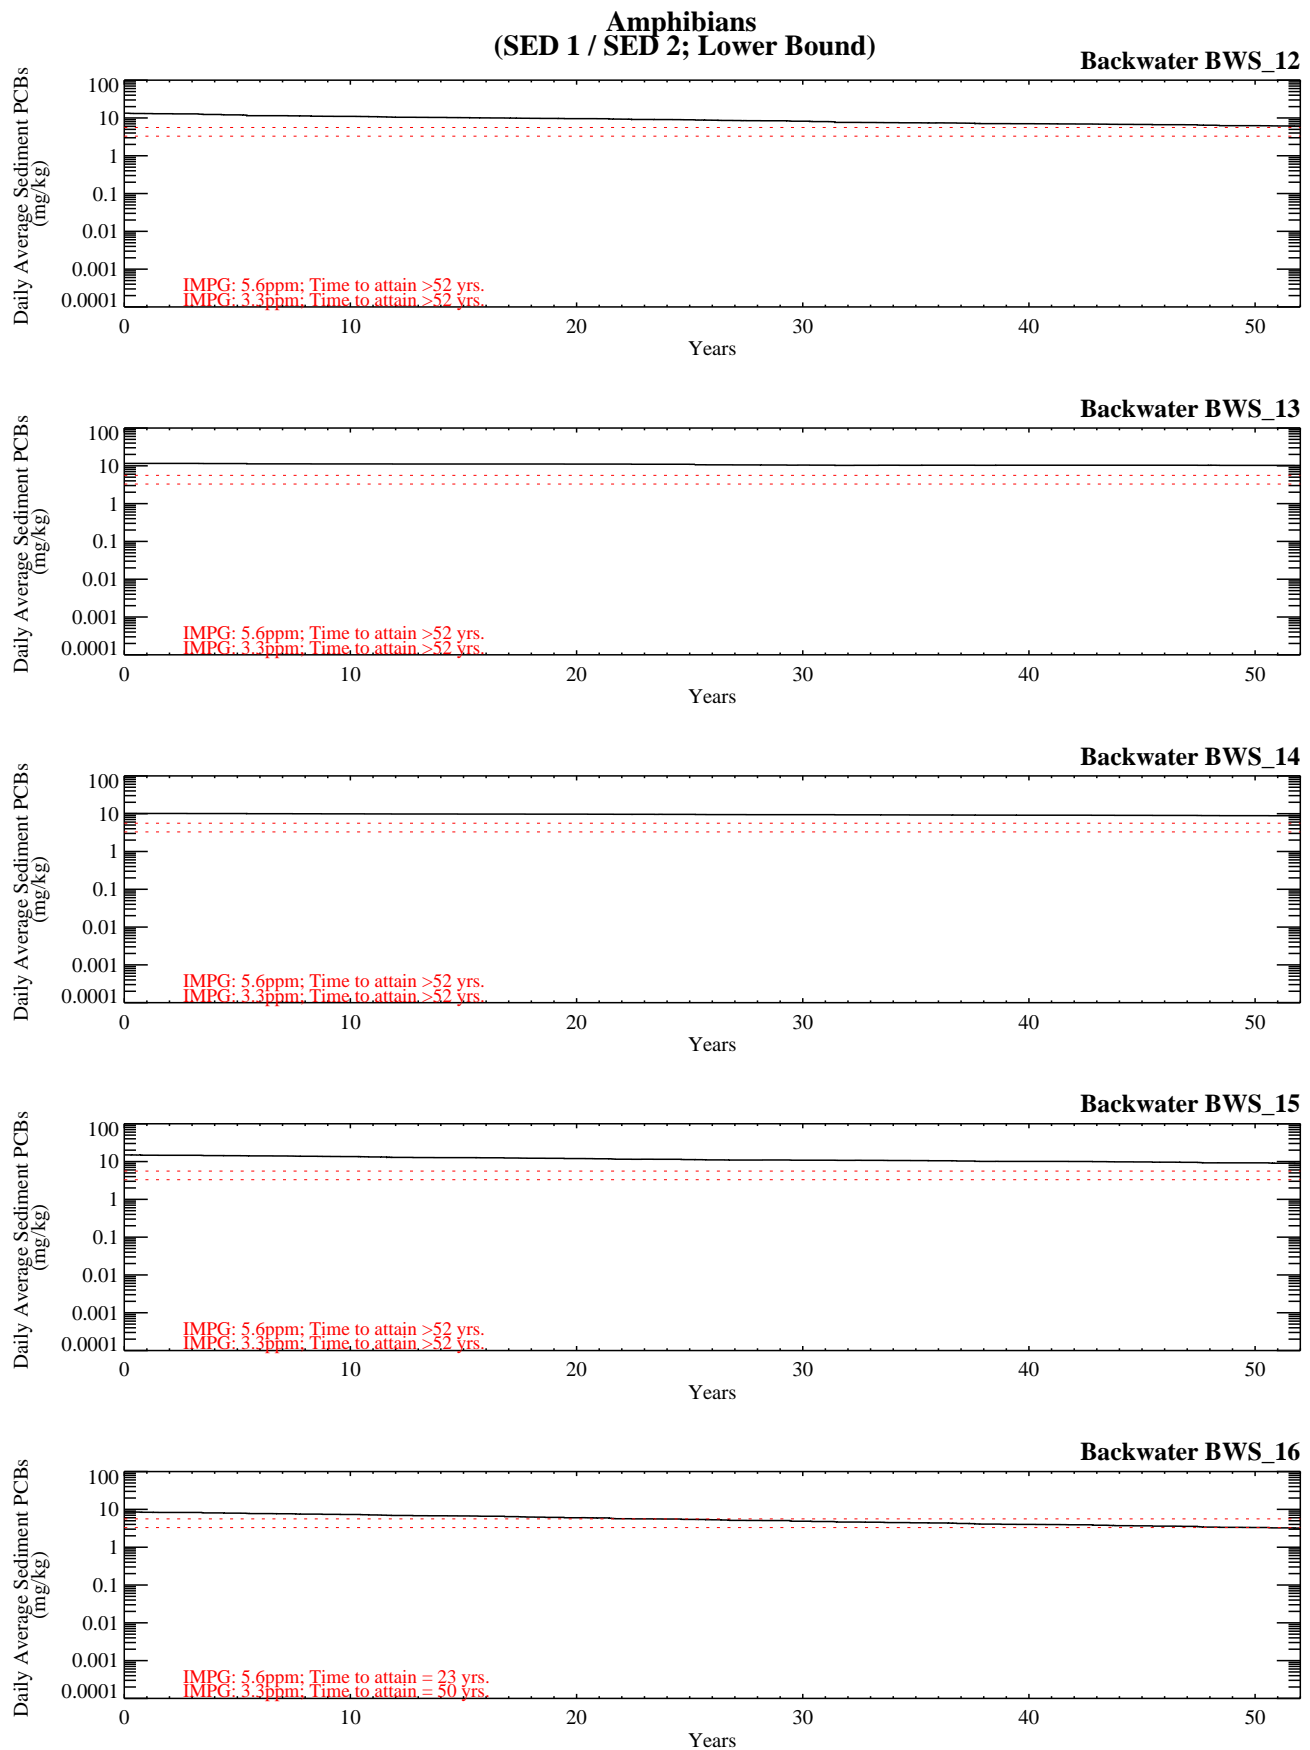 Amphibians
(SED 1 / SED 2; Lower Bound)
Backwater BWS_12
Daily Average Sediment PCBs
(mg/kg)
100
10
1
0.1
0.01
0.001
0.0001
IMPG: 5.6ppm; Time to attain >52 yrs.
IMPG: 3.3ppm; Time to attain >52 yrs.
0 10 20 30 40 50
Years
Backwater BWS_13
Daily Average Sediment PCBs
(mg/kg)
100
10
1
0.1
0.01
0.001
0.0001
IMPG: 5.6ppm; Time to attain >52 yrs.
IMPG: 3.3ppm; Time to attain >52 yrs.
0 10 20 30 40 50
Years
Backwater BWS_14
Daily Average Sediment PCBs
(mg/kg)
100
10
1
0.1
0.01
0.001
0.0001
IMPG: 5.6ppm; Time to attain >52 yrs.
IMPG: 3.3ppm; Time to attain >52 yrs.
0 10 20 30 40 50
Years
Backwater BWS_15
Daily Average Sediment PCBs
(mg/kg)
100
10
1
0.1
0.01
0.001
0.0001
IMPG: 5.6ppm; Time to attain >52 yrs.
IMPG: 3.3ppm; Time to attain >52 yrs.
0 10 20 30 40 50
Years
Backwater BWS_16
Daily Average Sediment PCBs
(mg/kg)
100
10
1
0.1
0.01
0.001
0.0001
IMPG: 5.6ppm; Time to attain = 23 yrs.
IMPG: 3.3ppm; Time to attain = 50 yrs.
0 10 20 30 40 50
Years